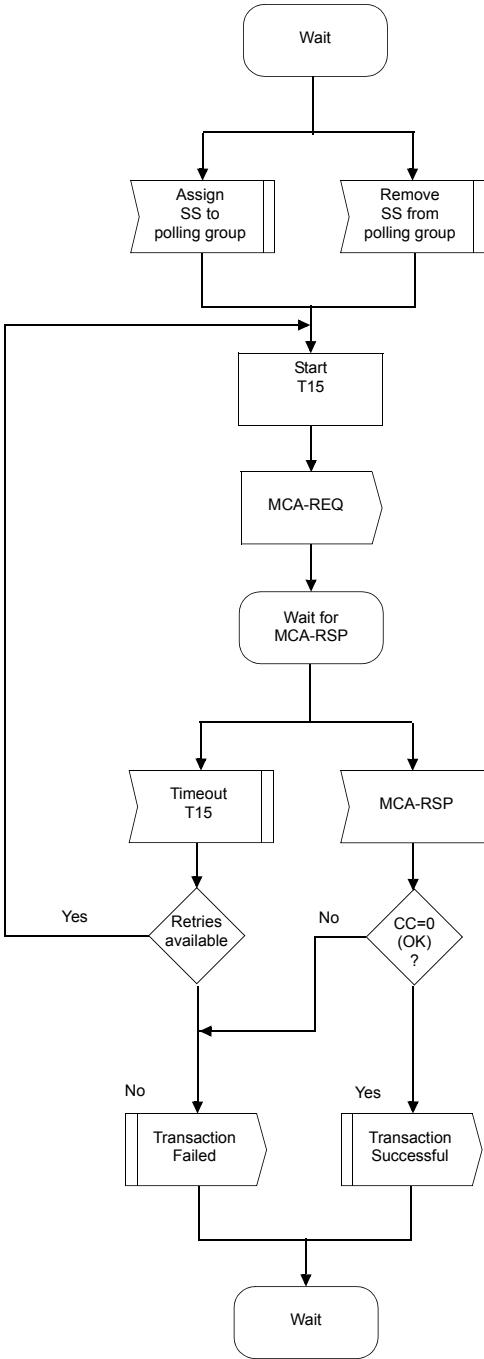 Wait
Assign
SS to
polling group
Remove
SS from
polling group
Start
T15
MCA-REQ
Wait for
MCA-RSP
Timeout
T15
MCA-RSP
Yes
Retries
available
No
CC=0
(OK)
?
No
Yes
Transaction
Failed
Transaction
Successful
Wait